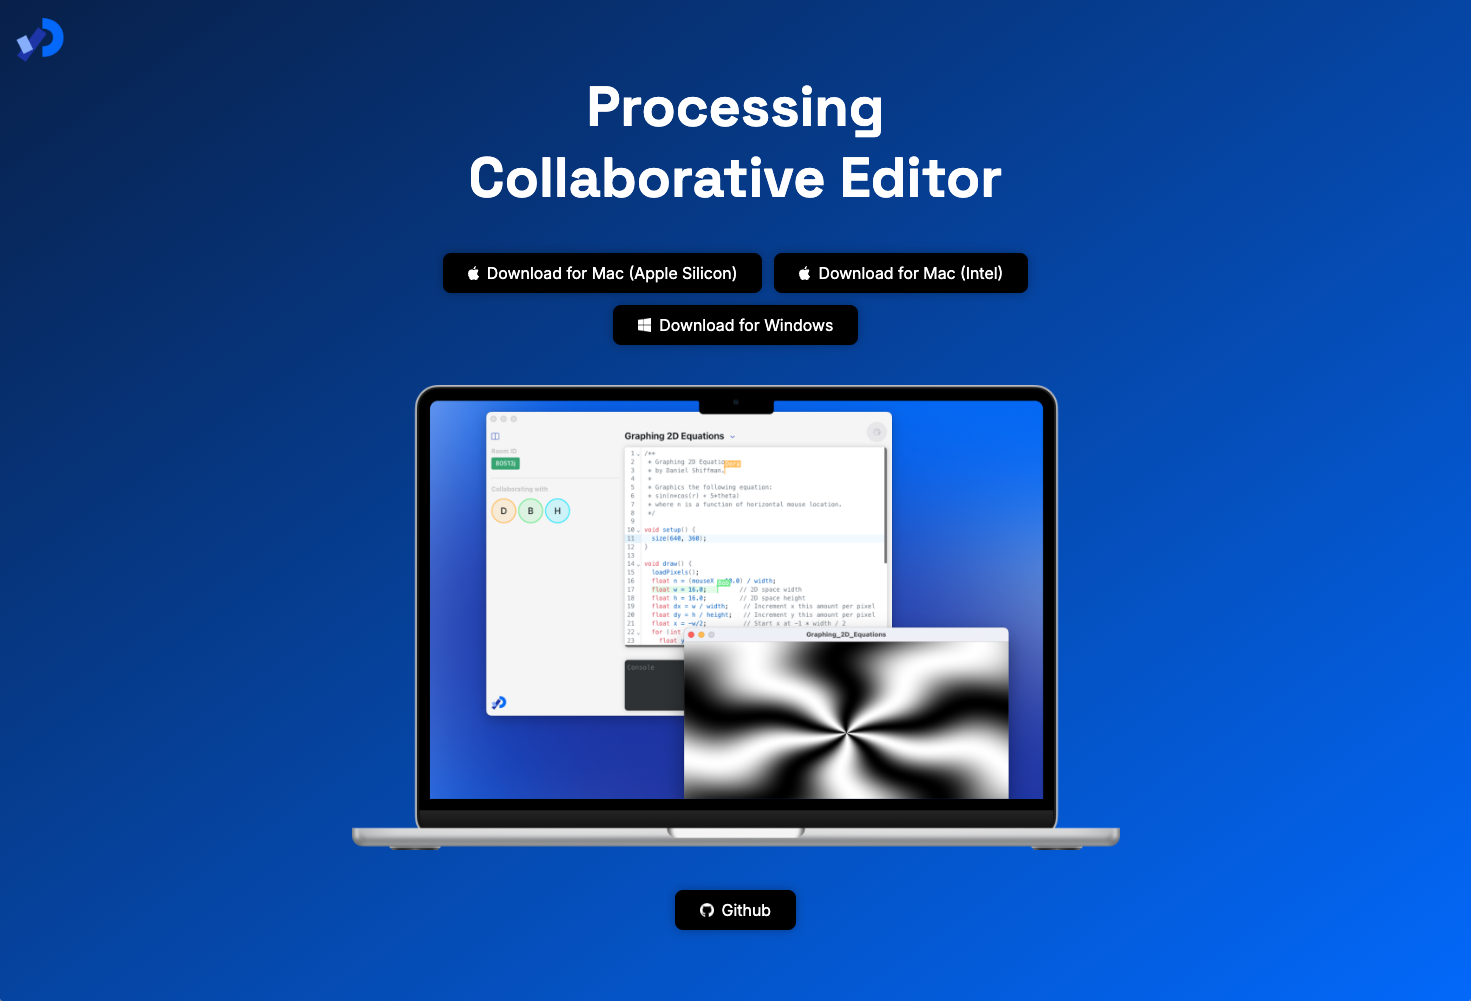 Processing
Collaborative Editor
Download for Mac (Apple Silicon)
Download for Mac (Intel)
Download for Windows
Graphing 2D Equations
Room ID
Collaborating with
D B H
1 /**
2 * Graphing 2D Equatio
3 * by Daniel Shiffman.
4 *
5 * Graphics the following equation:
6 * sin(n*cos(r) + 5*theta)
7 * where n is a function of horizontal mouse location.
8 */
9
10 void setup() {
11 size(640, 360);
12 }
13
14 void draw() {
15 loadPixels();
16 float n = (mouseX .0) / width;
17 float w = 16.0; // 2D space width
18 float h = 16.0; // 2D space height
19 float dx = w / width; // Increment x this amount per pixel
20 float dy = h / height; // Increment y this amount per pixel
21 float x = -w/2; // Start x at -1 * width / 2
22 for (int
23 float y
Console
Graphing_2D_Equations
Github